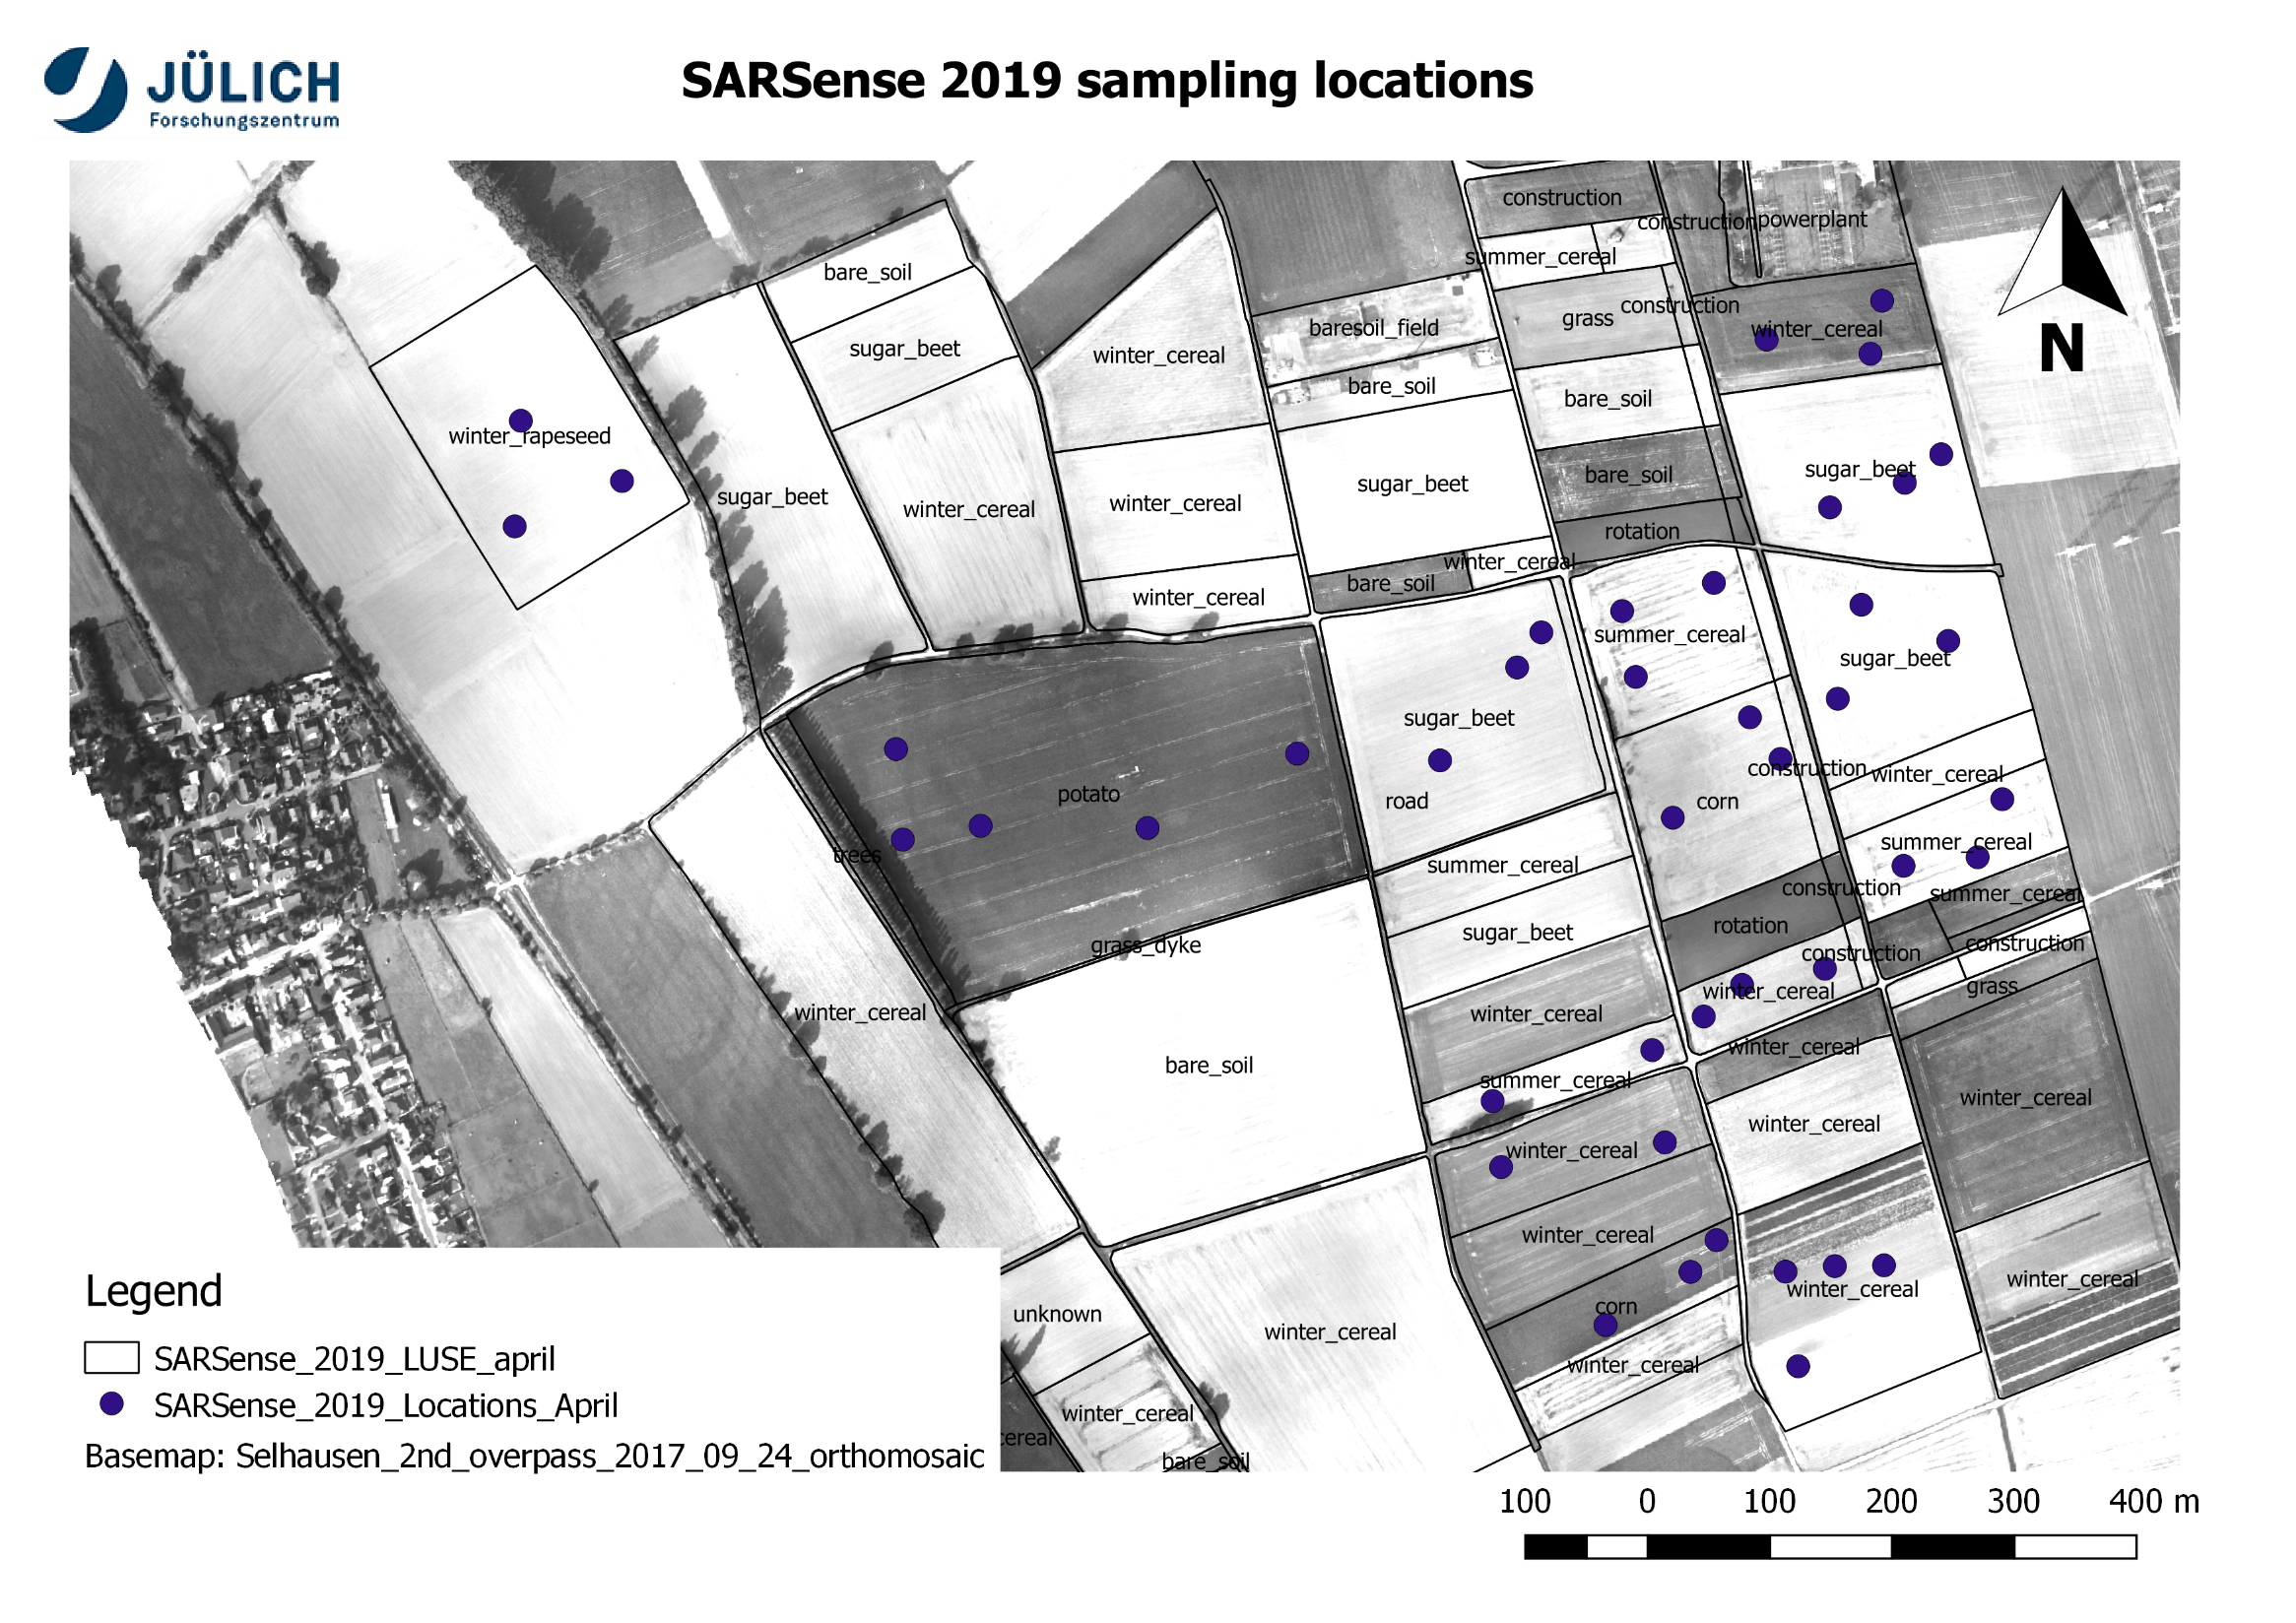 JÜLICH
Forschungszentrum
SARSense 2019 sampling locations
construction
construction
powerplant
summer_cereal
bare_soil
construction
grass
baresoil_field
winter_cereal
sugar_beet
winter_cereal
bare_soil
bare_soil
winter_rapeseed
sugar_beet
bare_soil
sugar_beet
sugar_beet
winter_cereal
winter_cereal
rotation
winter_cereal
bare_soil
winter_cereal
summer_cereal
sugar_beet
sugar_beet
construction
winter_cereal
potato
road
corn
summer_cereal
trees
summer_cereal
construction
summer_cereal
rotation
sugar_beet
grass_dyke
construction
construction
grass
winter_cereal
winter_cereal
winter_cereal
winter_cereal
bare_soil
summer_cereal
winter_cereal
winter_cereal
winter_cereal
winter_cereal
winter_cereal
winter_cereal
corn
unknown
winter_cereal
winter_cereal
winter_cereal
cereal
bare_soil
N
Legend
SARSense_2019_LUSE_april
SARSense_2019_Locations_April
Basemap: Selhausen_2nd_overpass_2017_09_24_orthomosaic
100 0 100 200 300 400 m